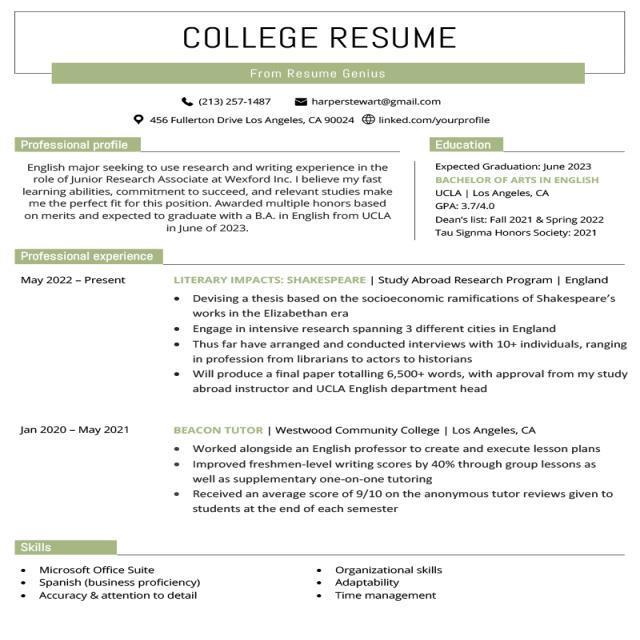 COLLEGE RESUME
From Resume Genius
(213) 257-1487 harperstewart@gmail.com
456 Fullerton Drive Los Angeles, CA 90024 linked.com/yourprofile
Professional profile
English major seeking to use research and writing experience in the
role of Junior Research Associate at Wexford Inc. I believe my fast
learning abilities, commitment to succeed, and relevant studies make
me the perfect fit for this position. Awarded multiple honors based
on merits and expected to graduate with a B.A. in English from UCLA
in June of 2023.
Education
Expected Graduation: June 2023
BACHELOR OF ARTS IN ENGLISH
UCLA | Los Angeles, CA
GPA: 3.7/4.0
Dean's list: Fall 2021 & Spring 2022
Tau Signma Honors Society: 2021
Professional experience
May 2022 – Present LITERARY IMPACTS: SHAKESPEARE | Study Abroad Research Program | England
• Devising a thesis based on the socioeconomic ramifications of Shakespeare's
works in the Elizabethan era
• Engage in intensive research spanning 3 different cities in England
• Thus far have arranged and conducted interviews with 10+ individuals, ranging
in profession from librarians to actors to historians
• Will produce a final paper totalling 6,500+ words, with approval from my study
abroad instructor and UCLA English department head
Jan 2020 – May 2021 BEACON TUTOR | Westwood Community College | Los Angeles, CA
• Worked alongside an English professor to create and execute lesson plans
• Improved freshmen-level writing scores by 40% through group lessons as
well as supplementary one-on-one tutoring
• Received an average score of 9/10 on the anonymous tutor reviews given to
students at the end of each semester
Skills
• Microsoft Office Suite
• Spanish (business proficiency)
• Accuracy & attention to detail
• Organizational skills
• Adaptability
• Time management